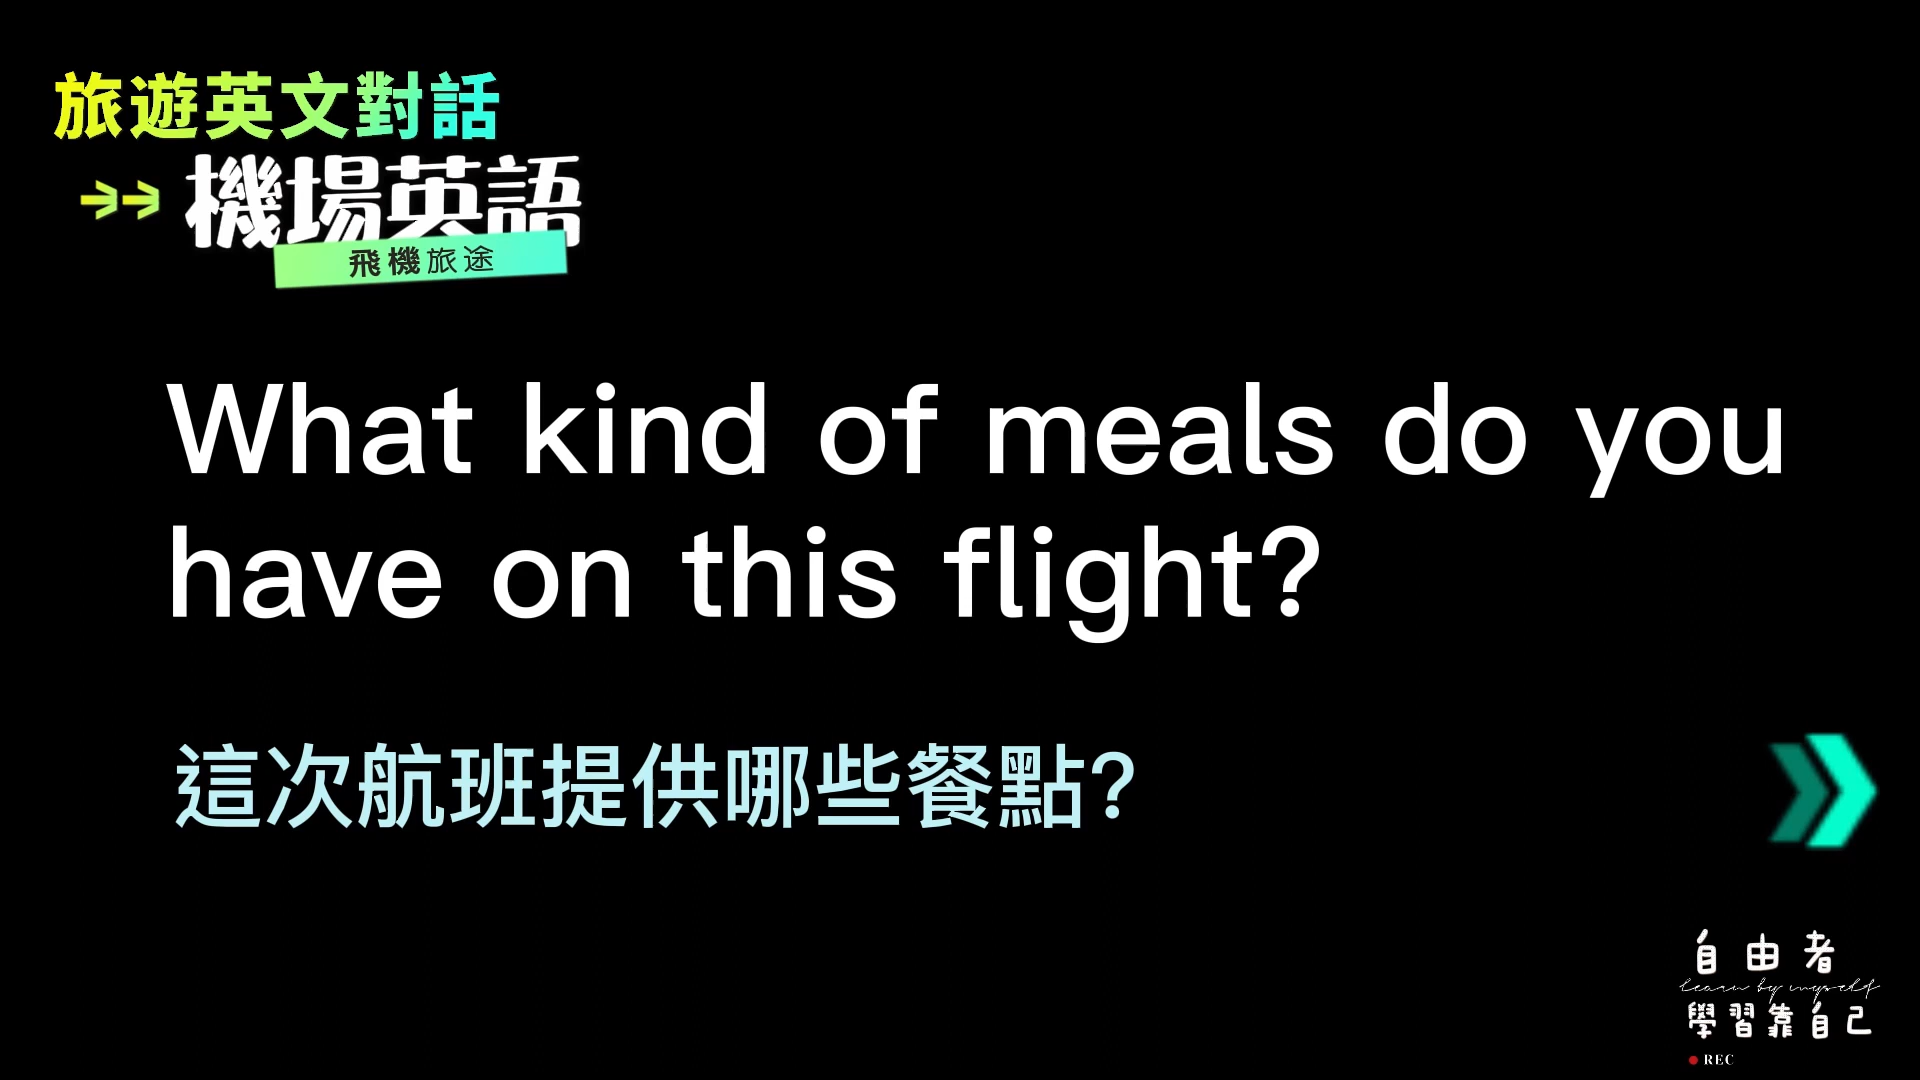 旅遊英文對話
機場英語
飛機旅途
What kind of meals do you
have on this flight?
這次航班提供哪些餐點?
自由者
learn by myself
學習靠自己
REC